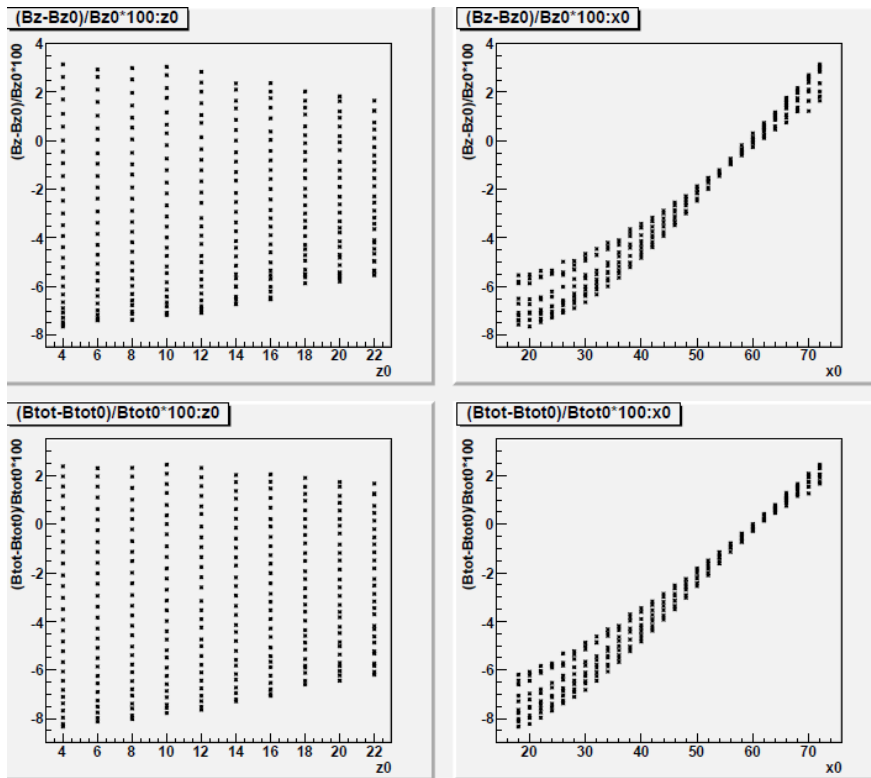 (Bz-Bz0)/Bz0*100:z0
(Bz-Bz0)/Bz0*100
4
2
0
-2
-4
-6
-8
4 6 8 10 12 14 16 18 20 22
z0
(Bz-Bz0)/Bz0*100:x0
(Bz-Bz0)/Bz0*100
4
2
0
-2
-4
-6
-8
20 30 40 50 60 70
x0
(Btot-Btot0)/Btot0*100:z0
(Btot-Btot0)/Btot0*100
2
0
-2
-4
-6
-8
4 6 8 10 12 14 16 18 20 22
z0
(Btot-Btot0)/Btot0*100:x0
(Btot-Btot0)/Btot0*100
2
0
-2
-4
-6
-8
20 30 40 50 60 70
x0